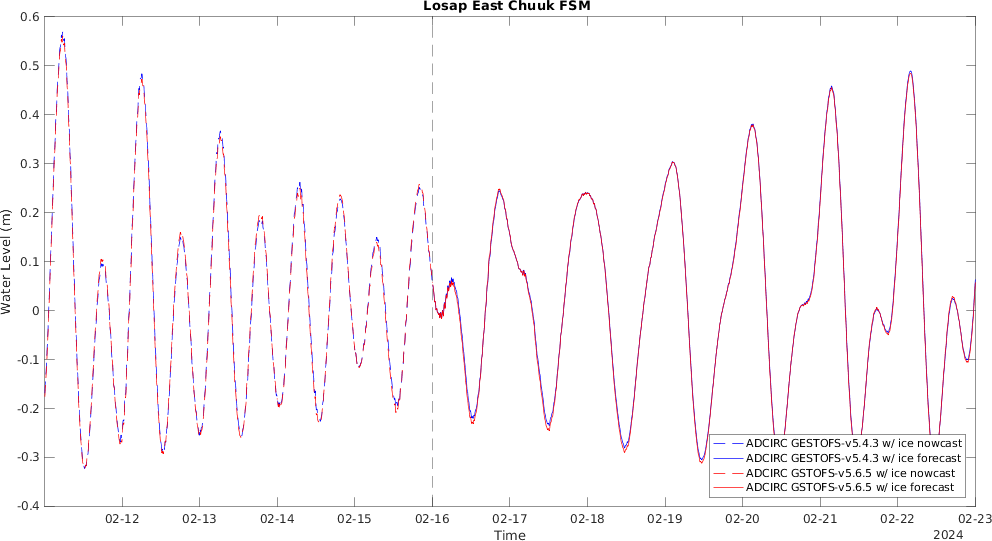 Losap East Chuuk FSM
0.6
0.5
0.4
0.3
0.2
0.1
0
-0.1
-0.2
-0.3
-0.4
Water Level (m)
ADCIRC GESTOFS-v5.4.3 w/ ice nowcast
ADCIRC GESTOFS-v5.4.3 w/ ice forecast
ADCIRC GSTOFS-v5.6.5 w/ ice nowcast
ADCIRC GSTOFS-v5.6.5 w/ ice forecast
02-12 02-13 02-14 02-15 02-16 02-17 02-18 02-19 02-20 02-21 02-22 02-23
Time
2024